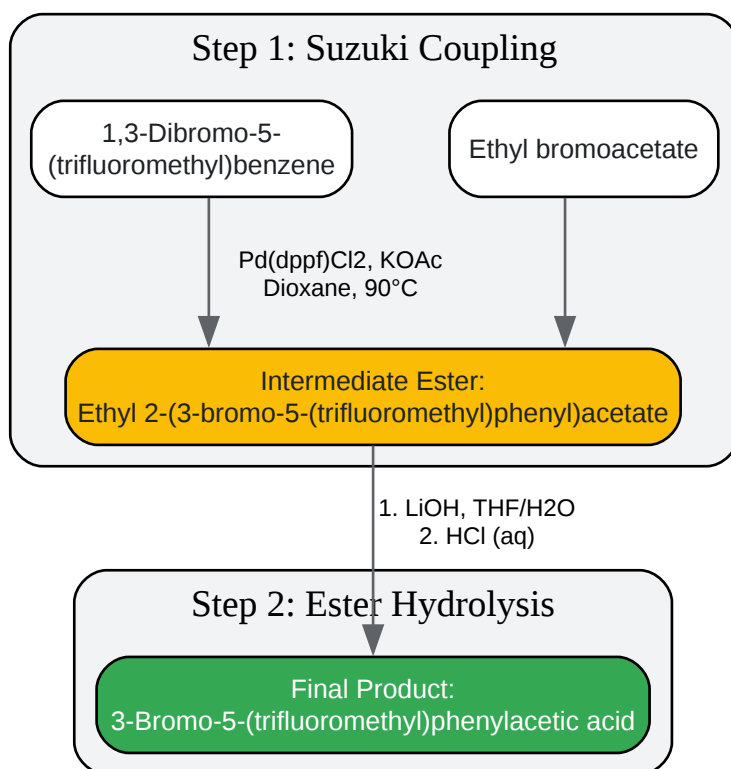 Step 1: Suzuki Coupling
1,3-Dibromo-5-
(trifluoromethyl)benzene
Ethyl bromoacetate
Pd(dppf)Cl2, KOAc
Dioxane, 90°C
Intermediate Ester:
Ethyl 2-(3-bromo-5-(trifluoromethyl)phenyl)acetate
1. LiOH, THF/H2O
2. HCl (aq)
Step 2: Ester Hydrolysis
Final Product:
3-Bromo-5-(trifluoromethyl)phenylacetic acid